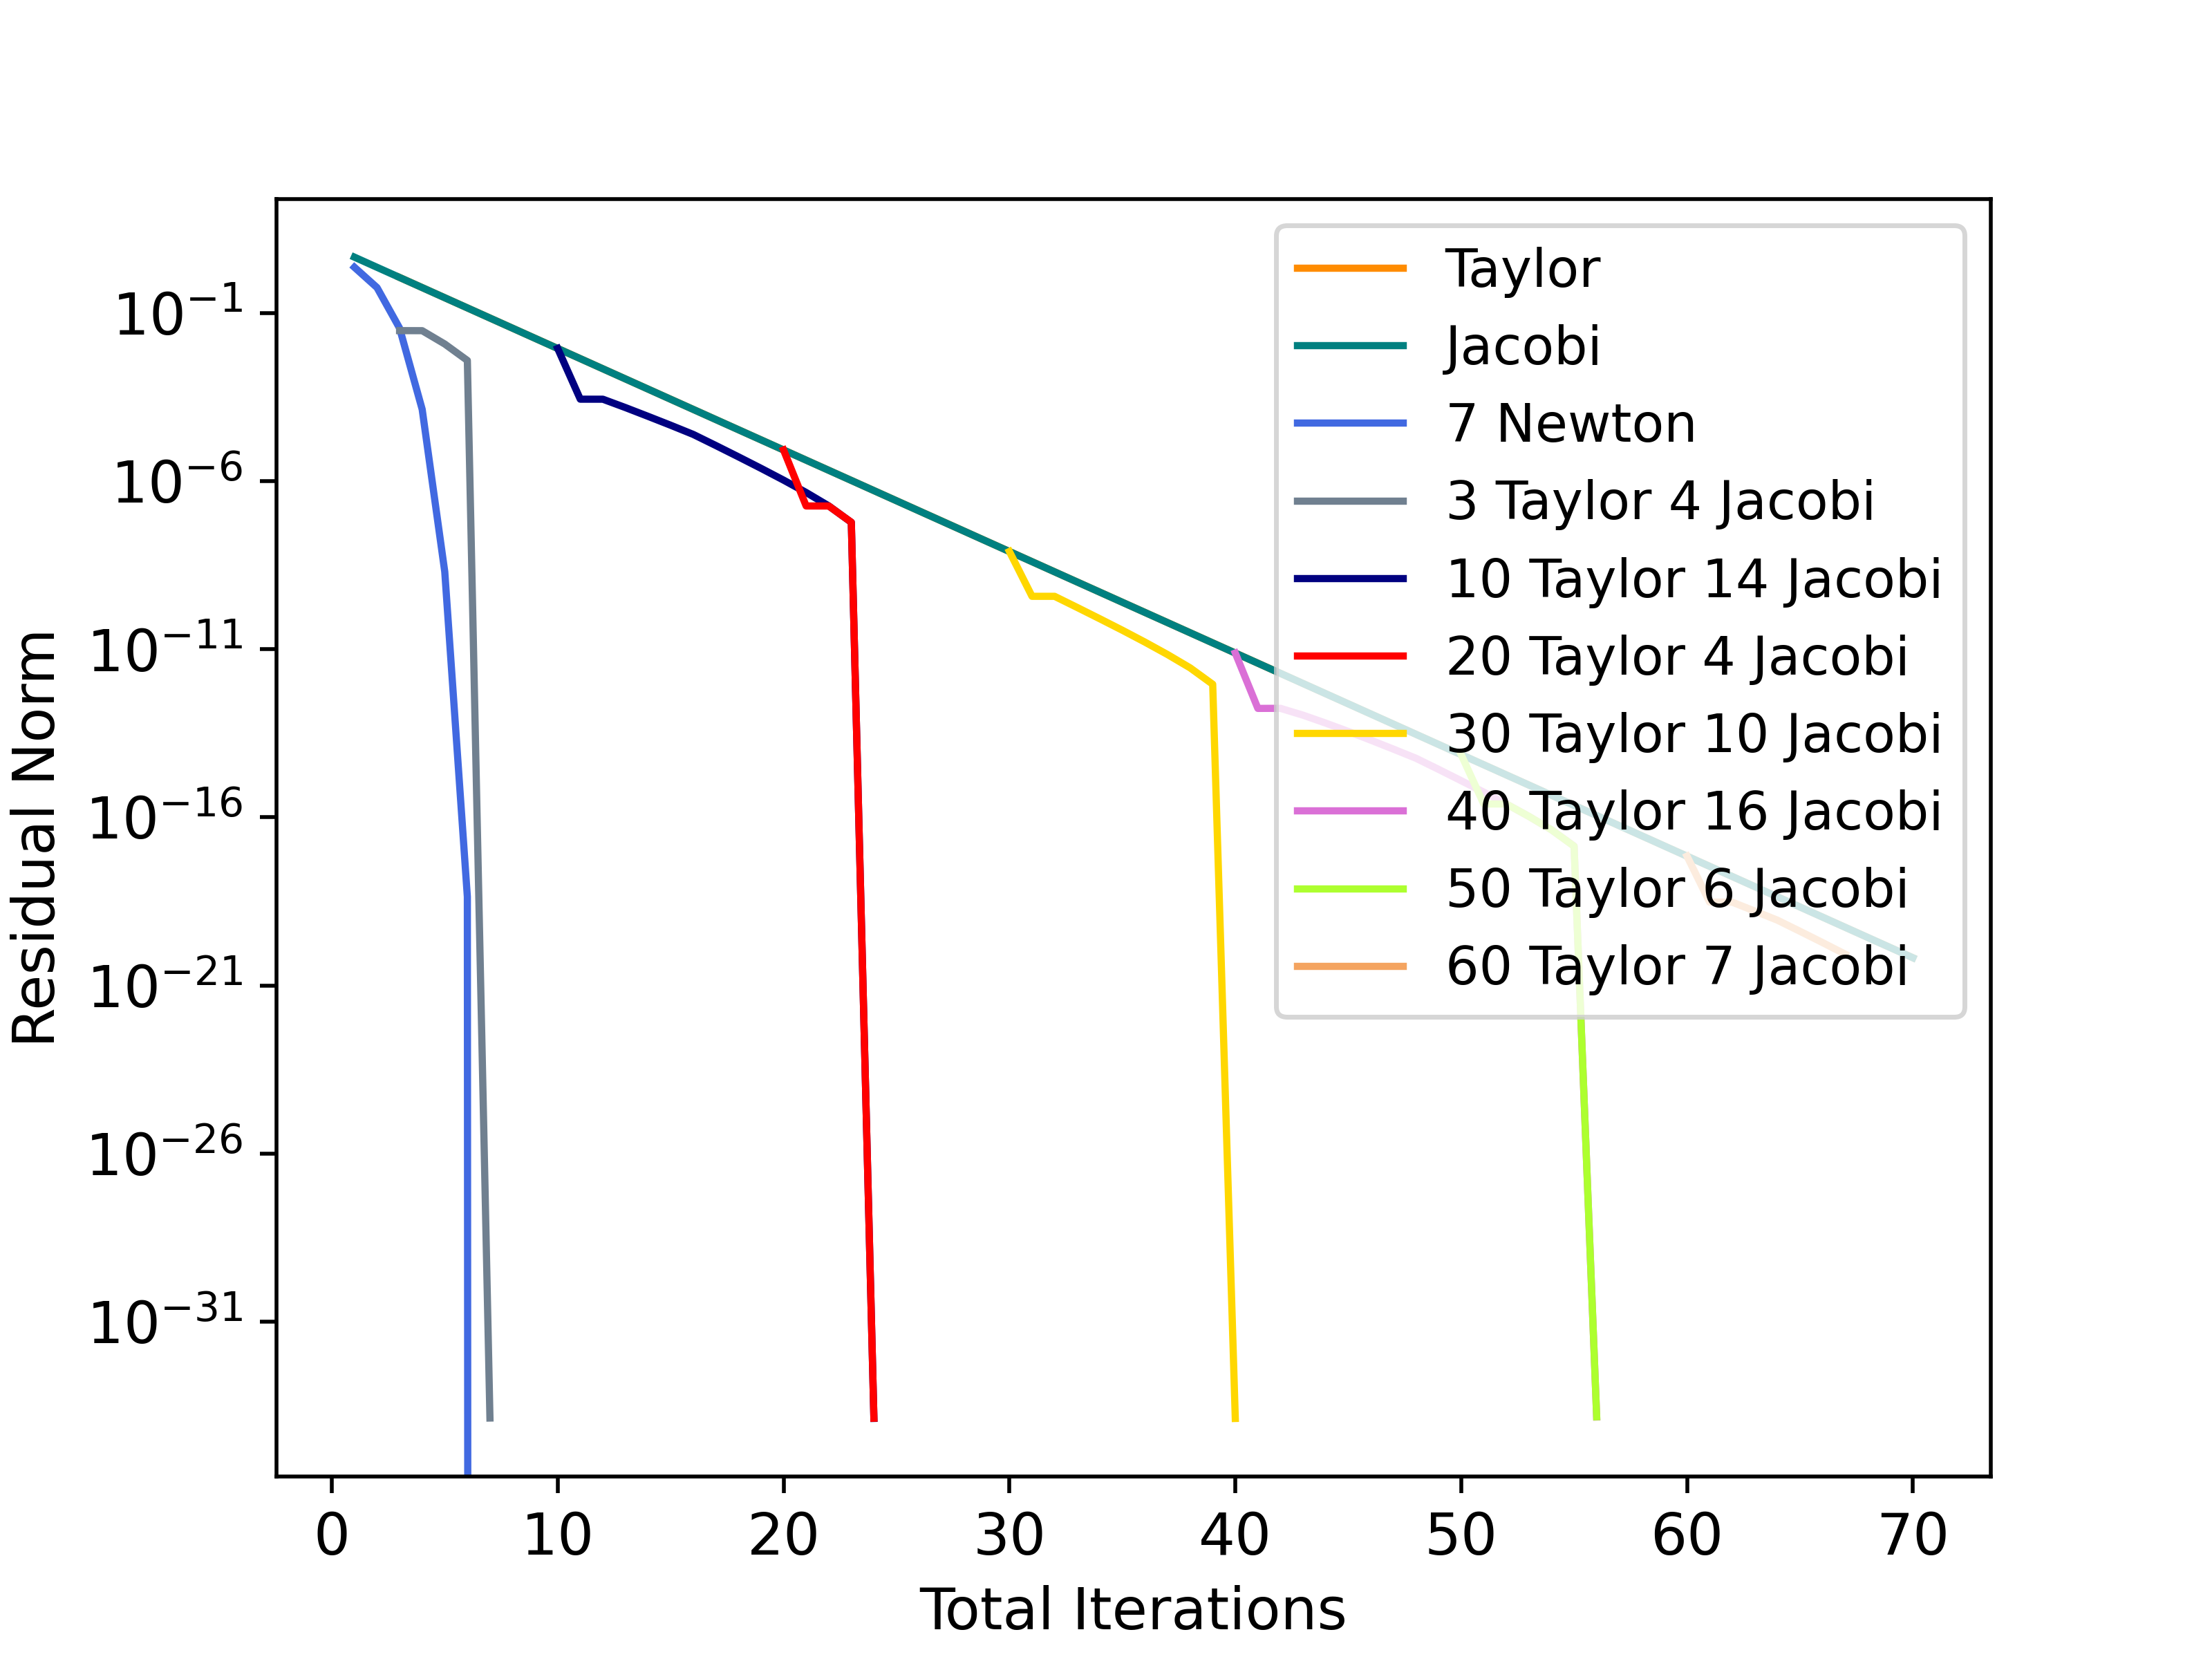 Residual Norm
10−1
10−6
10−11
10−16
10−21
10−26
10−31
Taylor
Jacobi
7 Newton
3 Taylor 4 Jacobi
10 Taylor 14 Jacobi
20 Taylor 4 Jacobi
30 Taylor 10 Jacobi
40 Taylor 16 Jacobi
50 Taylor 6 Jacobi
60 Taylor 7 Jacobi
0 10 20 30 40 50 60 70
Total Iterations